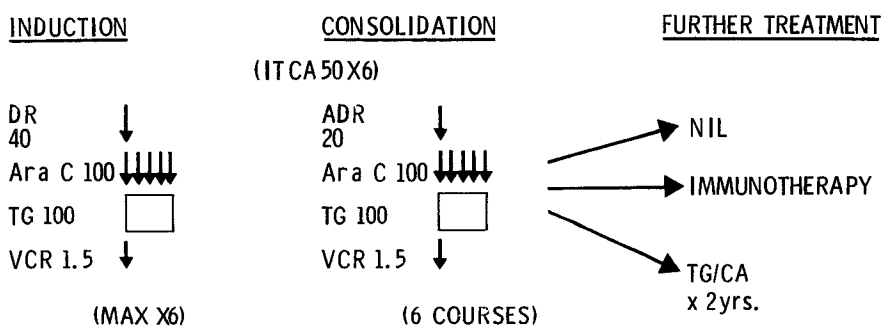 INDUCTION
CONSOLIDATION
FURTHER TREATMENT
(IT CA 50 X6)
DR
40
Ara C 100
TG 100
VCR 1.5
(MAX X6)
ADR
20
Ara C 100
TG 100
VCR 1.5
(6 COURSES)
NIL
IMMUNOTHERAPY
TG/CA
x 2yrs.